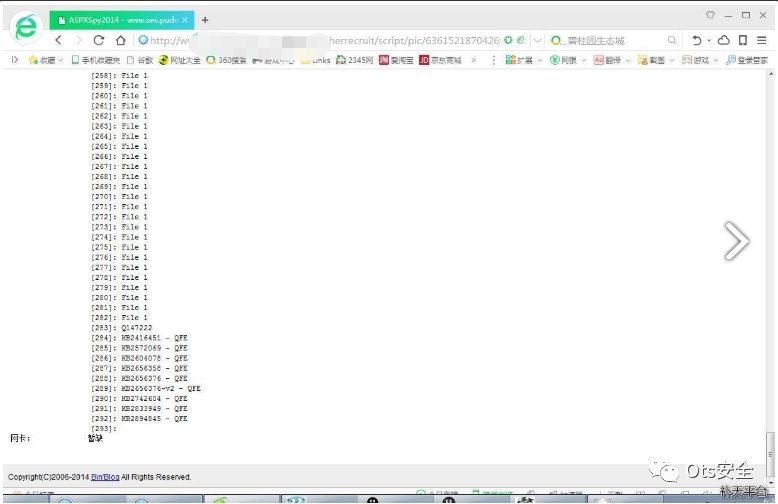 ASPXSpy2014 - www.seis.pudc
http://ww
herrecruit/script/pic/6361521870426
碧桂园生态城
收藏 手机收藏夹 谷歌 网址大全 360搜索 游戏中心 Links 2345网 爱淘宝 京东商城 » 扩展 网银 翻译 截图 游戏 登录管家
[258]: File 1
[259]: File 1
[260]: File 1
[261]: File 1
[262]: File 1
[263]: File 1
[264]: File 1
[265]: File 1
[266]: File 1
[267]: File 1
[268]: File 1
[269]: File 1
[270]: File 1
[271]: File 1
[272]: File 1
[273]: File 1
[274]: File 1
[275]: File 1
[276]: File 1
[277]: File 1
[278]: File 1
[279]: File 1
[280]: File 1
[281]: File 1
[282]: File 1
[283]: Q147222
[284]: KB2416451 - QFE
[285]: KB2572069 - QFE
[286]: KB2604078 - QFE
[287]: KB2656358 - QFE
[288]: KB2656376 - QFE
[289]: KB2656376-v2 - QFE
[290]: KB2742604 - QFE
[291]: KB2833949 - QFE
[292]: KB2894845 - QFE
[293]:
网卡: 暂缺
Copyright(C)2006-2014 Bin'Blog All Rights Reserved.
Ots安全